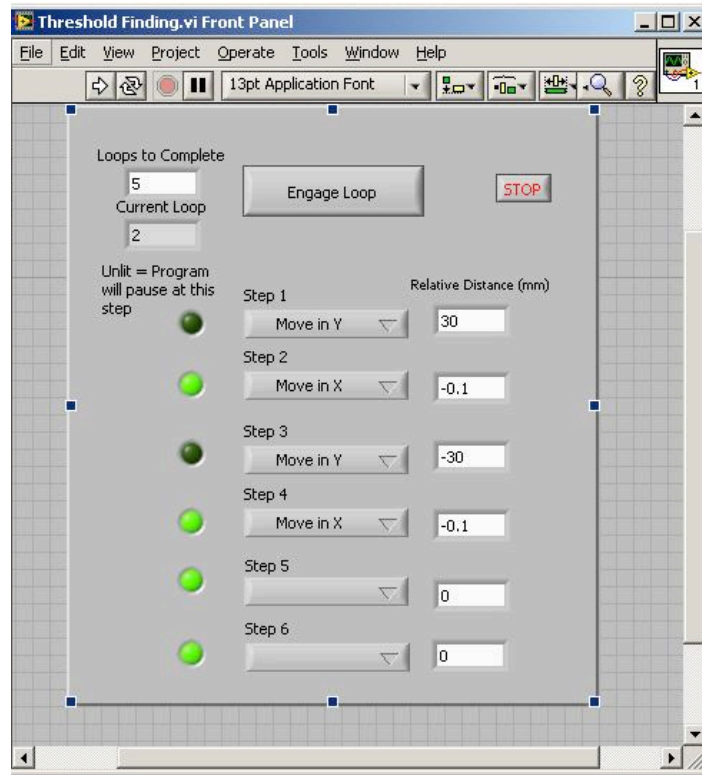 Threshold Finding.vi Front Panel
File Edit View Project Operate Tools Window Help
13pt Application Font
1
Loops to Complete
5
Engage Loop
STOP
Current Loop
2
Unlit = Program
will pause at this
step
Relative Distance (mm)
Step 1
Move in Y
30
Step 2
Move in X
-0.1
Step 3
Move in Y
-30
Step 4
Move in X
-0.1
Step 5
0
Step 6
0